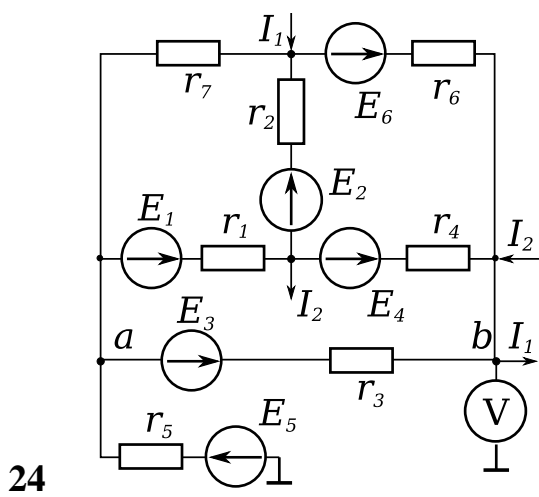 I₁
r₇
r₂
E₆
r₆
E₂
E₁
r₁
r₄
I₂
I₂
E₄
E₃
a
b
I₁
r₃
V
r₅
E₅
24